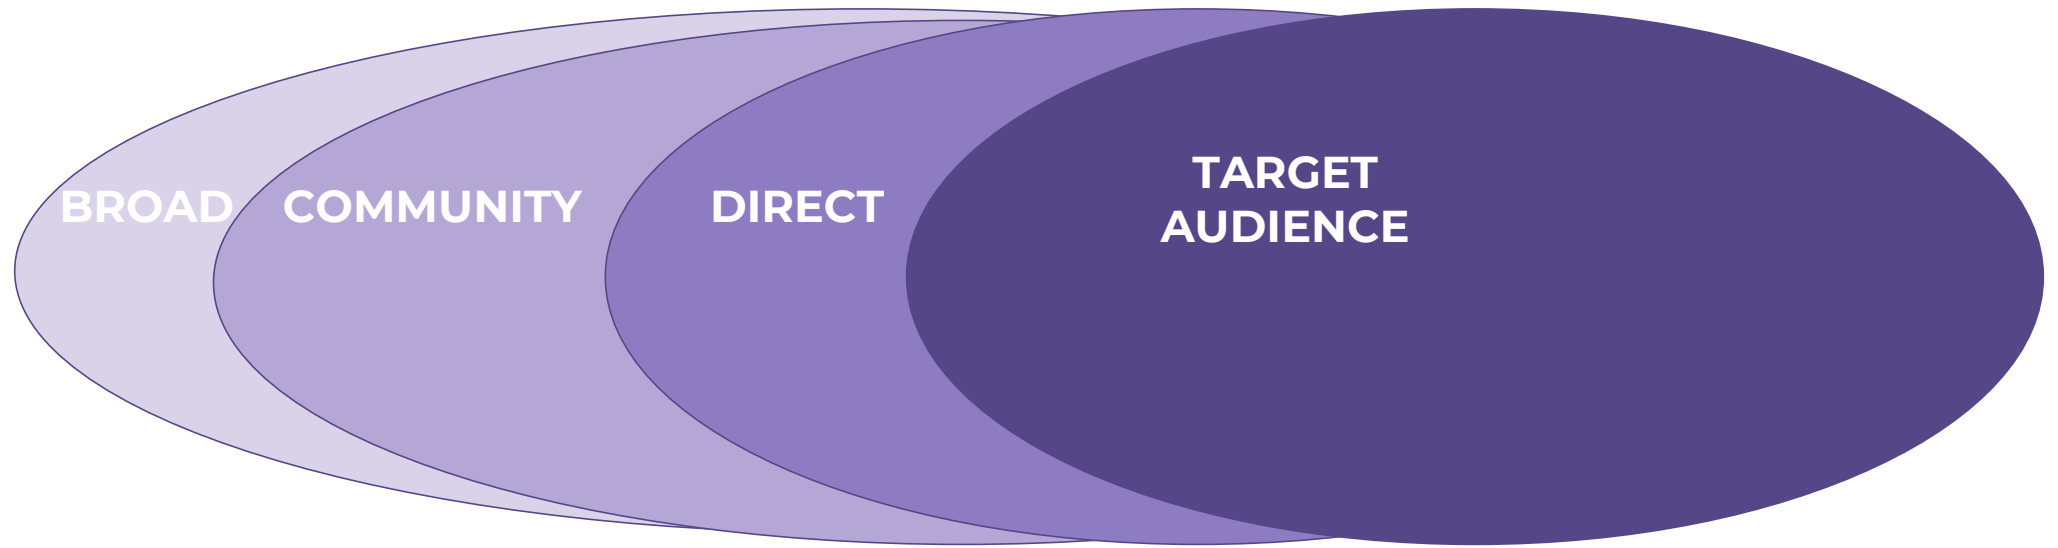 BROAD
COMMUNITY
DIRECT
TARGET
AUDIENCE